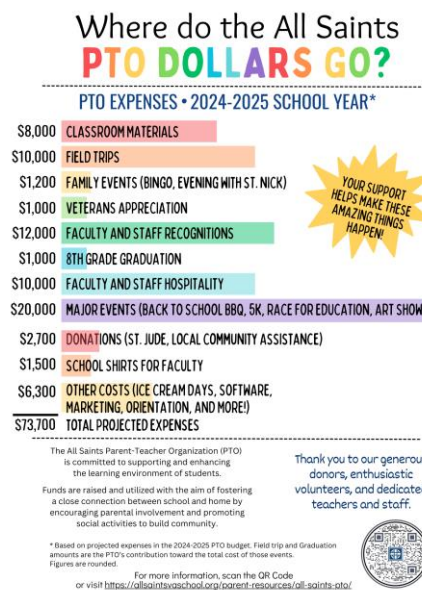 Where do the All Saints
PTO DOLLARS GO?
PTO EXPENSES • 2024-2025 SCHOOL YEAR*
$8,000 CLASSROOM MATERIALS
$10,000 FIELD TRIPS
$1,200 FAMILY EVENTS (BINGO, EVENING WITH ST. NICK)
$1,000 VETERANS APPRECIATION
$12,000 FACULTY AND STAFF RECOGNITIONS
$1,000 8TH GRADE GRADUATION
$10,000 FACULTY AND STAFF HOSPITALITY
$20,000 MAJOR EVENTS (BACK TO SCHOOL BBQ, 5K, RACE FOR EDUCATION, ART SHOW
$2,700 DONATIONS (ST. JUDE, LOCAL COMMUNITY ASSISTANCE)
$1,500 SCHOOL SHIRTS FOR FACULTY
$6,300 OTHER COSTS (ICE CREAM DAYS, SOFTWARE,
MARKETING, ORIENTATION, AND MORE!)
$73,700 TOTAL PROJECTED EXPENSES
YOUR SUPPORT
HELPS MAKE THESE
AMAZING THINGS
HAPPEN!
The All Saints Parent-Teacher Organization (PTO)
is committed to supporting and enhancing
the learning environment of students.
Funds are raised and utilized with the aim of fostering
a close connection between school and home by
encouraging parental involvement and promoting
social activities to build community.
Thank you to our generou
donors, enthusiastic
volunteers, and dedicate
teachers and staff.
* Based on projected expenses in the 2024-2025 PTO budget. Field trip and Graduation
amounts are the PTO's contribution toward the total cost of those events.
Figures are rounded.
For more information, scan the QR Code
or visit https://allsaintsvaschool.org/parent-resources/all-saints-pto/